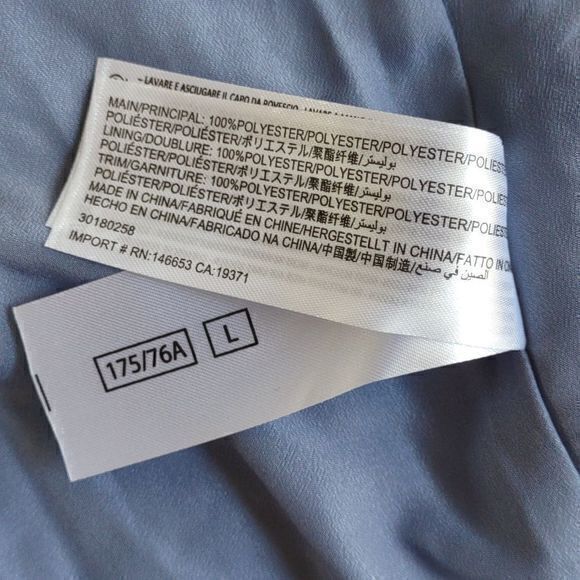 - LAVARE E ASCIUGARE IL CAPO DA ROVESCIO.
MAIN/PRINCIPAL: 100%POLYESTER/POLYESTER/POLYESTER/POLIEST
POLIÉSTER/POLIÉSTER/ポリエステル/聚酯纤维/بوليستر
LINING/DOUBLURE: 100%POLYESTER/POLYESTER/POLYESTER/
POLIÉSTER/POLIÉSTER/ポリエステル/聚酯纤维/بوليستر
TRIM/GARNITURE: 100%POLYESTER/POLYESTER/POLYESTER/
POLIÉSTER/POLIÉSTER/ポリエステル/聚酯纤维/بوليستر
MADE IN CHINA/FABRIQUÉ EN CHINE/HERGESTELLT IN CHINA/FATTO IN
HECHO EN CHINA/FABRICADO NA CHINA/中国製/中国制造/صنع في الصين
30180258
IMPORT # RN:146653 CA:19371
175/76A L